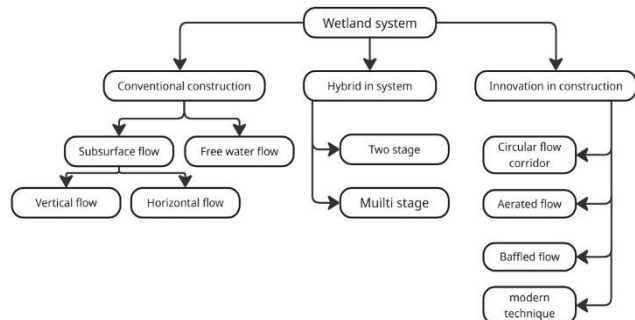 Wetland system
Conventional construction
Hybrid in system
Innovation in construction
Subsurface flow
Free water flow
Two stage
Circular flow
corridor
Vertical flow
Horizontal flow
Muilti stage
Aerated flow
Baffled flow
modern
technique